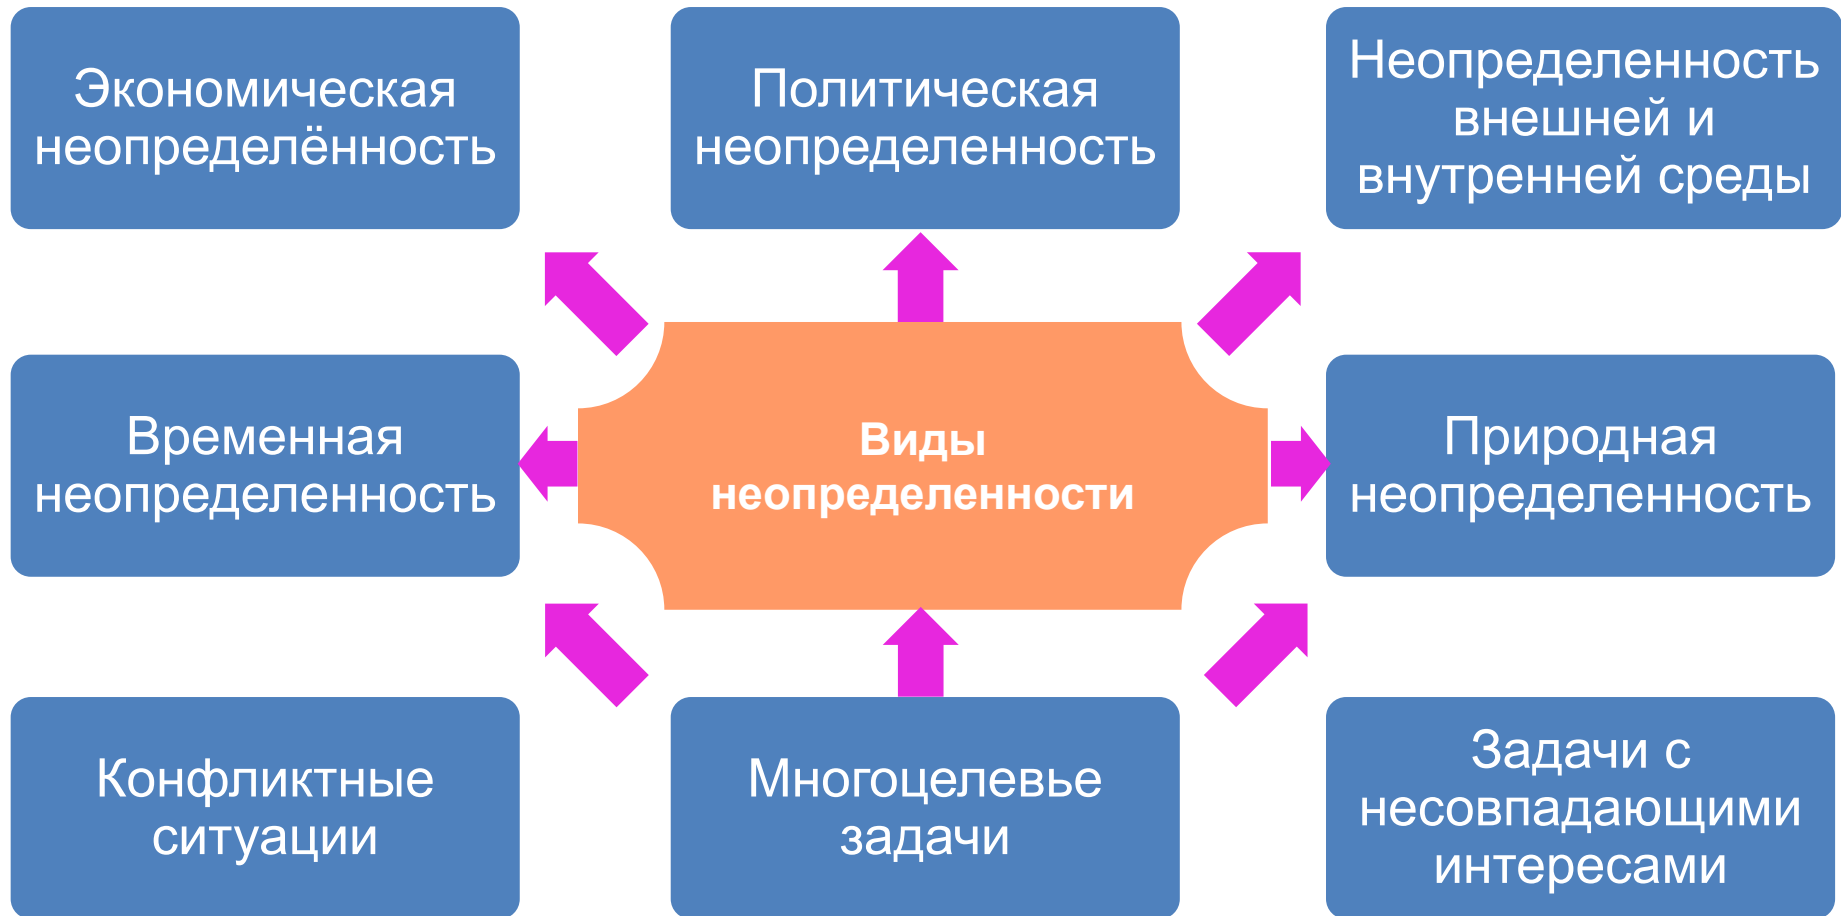 Экономическая
неопределённость
Политическая
неопределенность
Неопределенность
внешней и
внутренней среды
Временная
неопределенность
Виды
неопределенности
Природная
неопределенность
Конфликтные
ситуации
Многоцелевье
задачи
Задачи с
несовпадающими
интересами